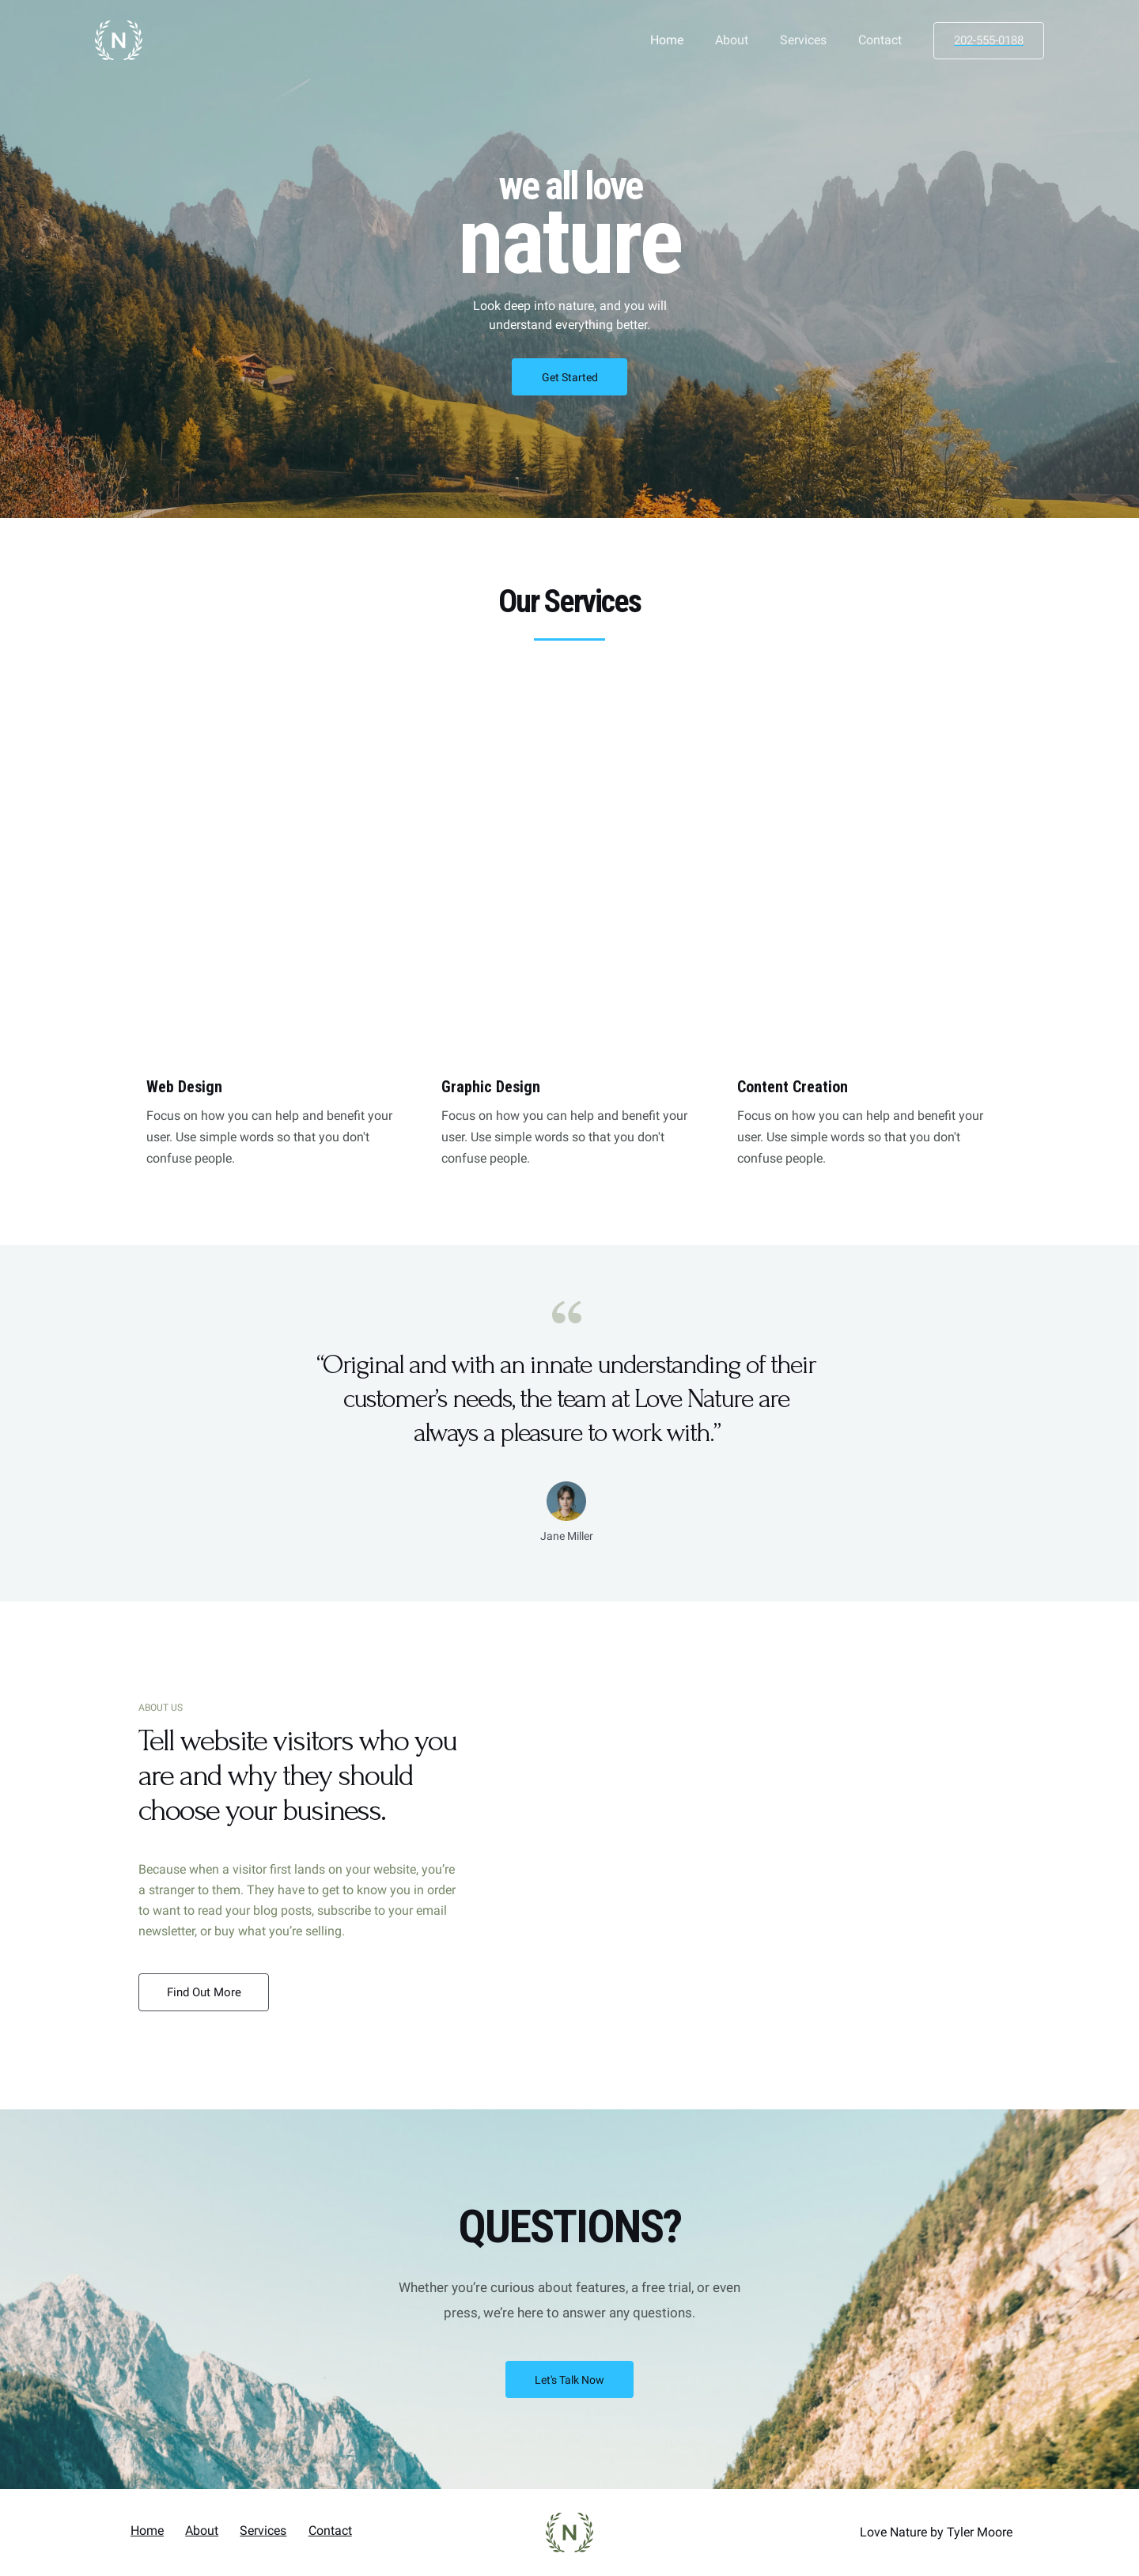 N
Home
About
Services
Contact
202-555-0188
we all love
nature
Look deep into nature, and you will
understand everything better.
Get Started
Our Services
Web Design
Focus on how you can help and benefit your
user. Use simple words so that you don't
confuse people.
Graphic Design
Focus on how you can help and benefit your
user. Use simple words so that you don't
confuse people.
Content Creation
Focus on how you can help and benefit your
user. Use simple words so that you don't
confuse people.
“
“Original and with an innate understanding of their
customer’s needs, the team at Love Nature are
always a pleasure to work with.”
Jane Miller
ABOUT US
Tell website visitors who you
are and why they should
choose your business.
Because when a visitor first lands on your website, you’re
a stranger to them. They have to get to know you in order
to want to read your blog posts, subscribe to your email
newsletter, or buy what you’re selling.
Find Out More
QUESTIONS?
Whether you’re curious about features, a free trial, or even
press, we’re here to answer any questions.
Let's Talk Now
Home
About
Services
Contact
N
Love Nature by Tyler Moore